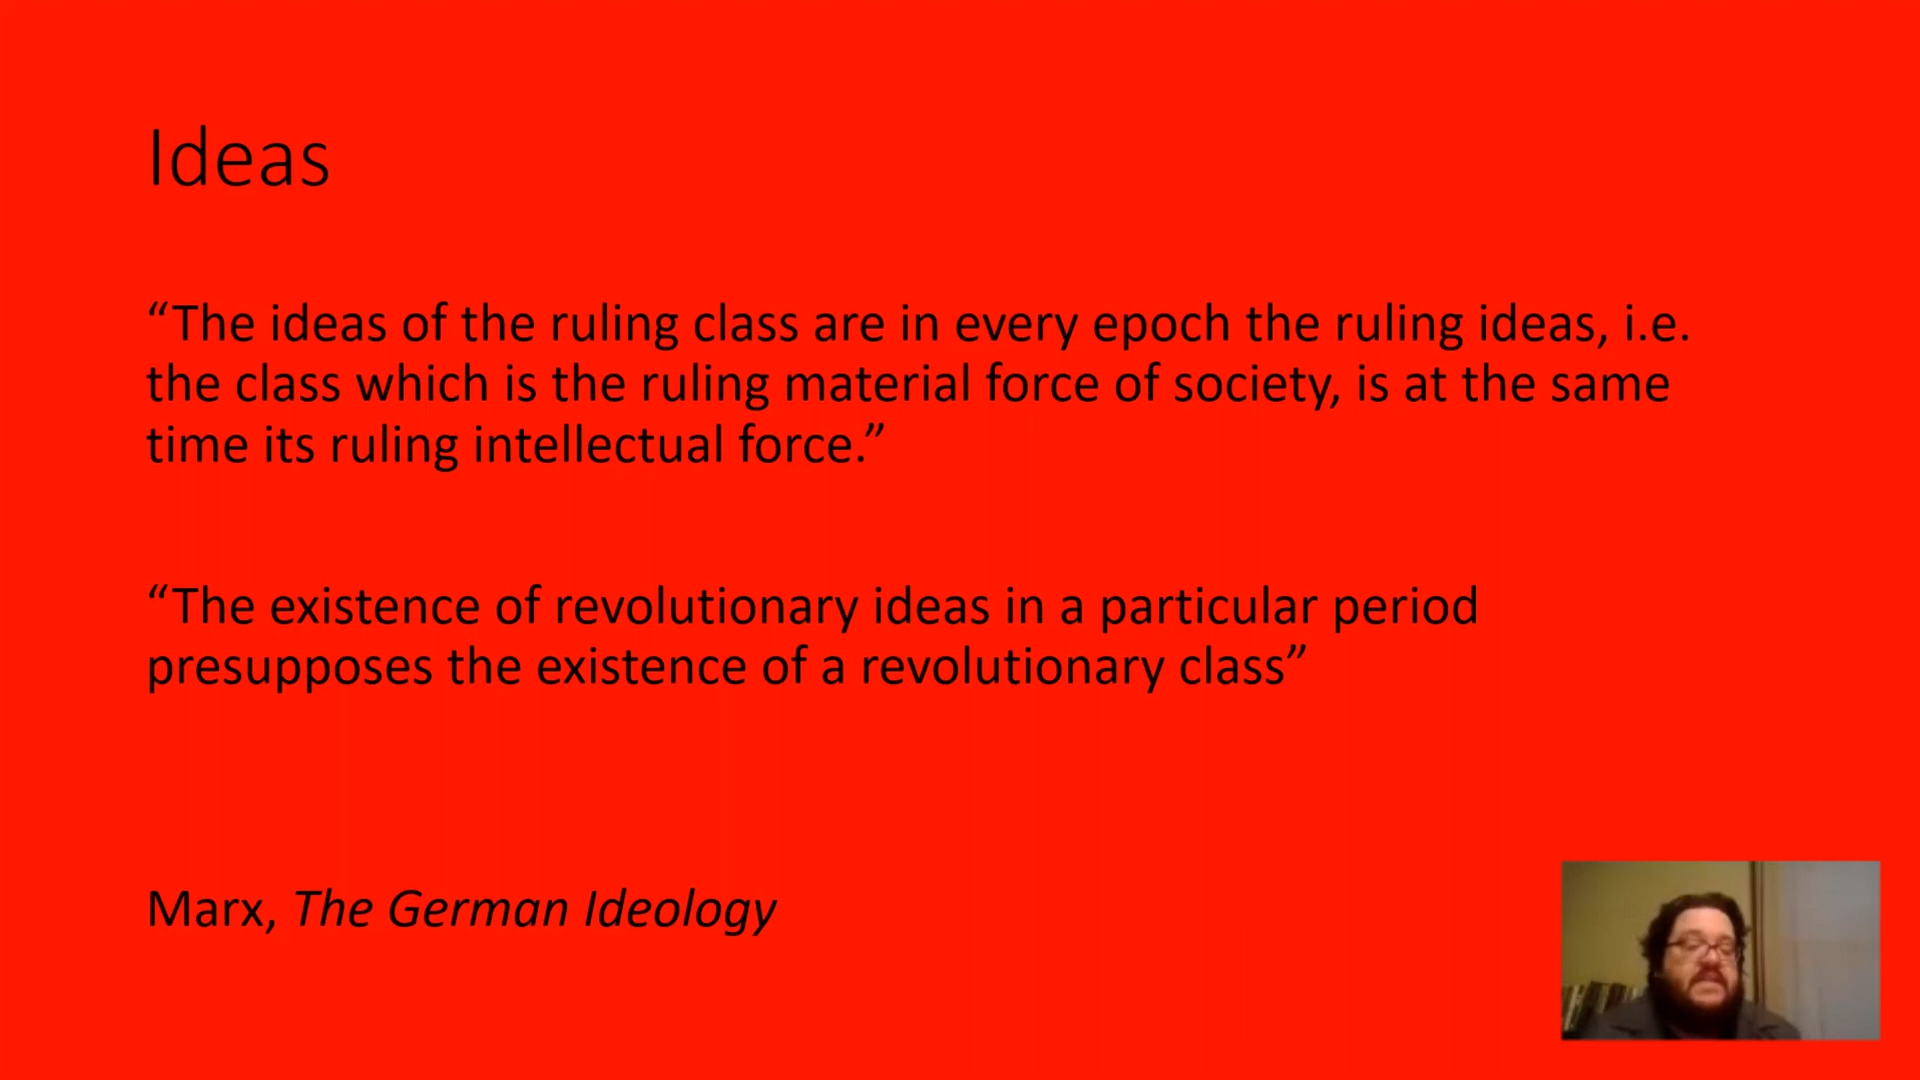 Ideas
“The ideas of the ruling class are in every epoch the ruling ideas, i.e.
the class which is the ruling material force of society, is at the same
time its ruling intellectual force.”
“The existence of revolutionary ideas in a particular period
presupposes the existence of a revolutionary class”
Marx, The German Ideology